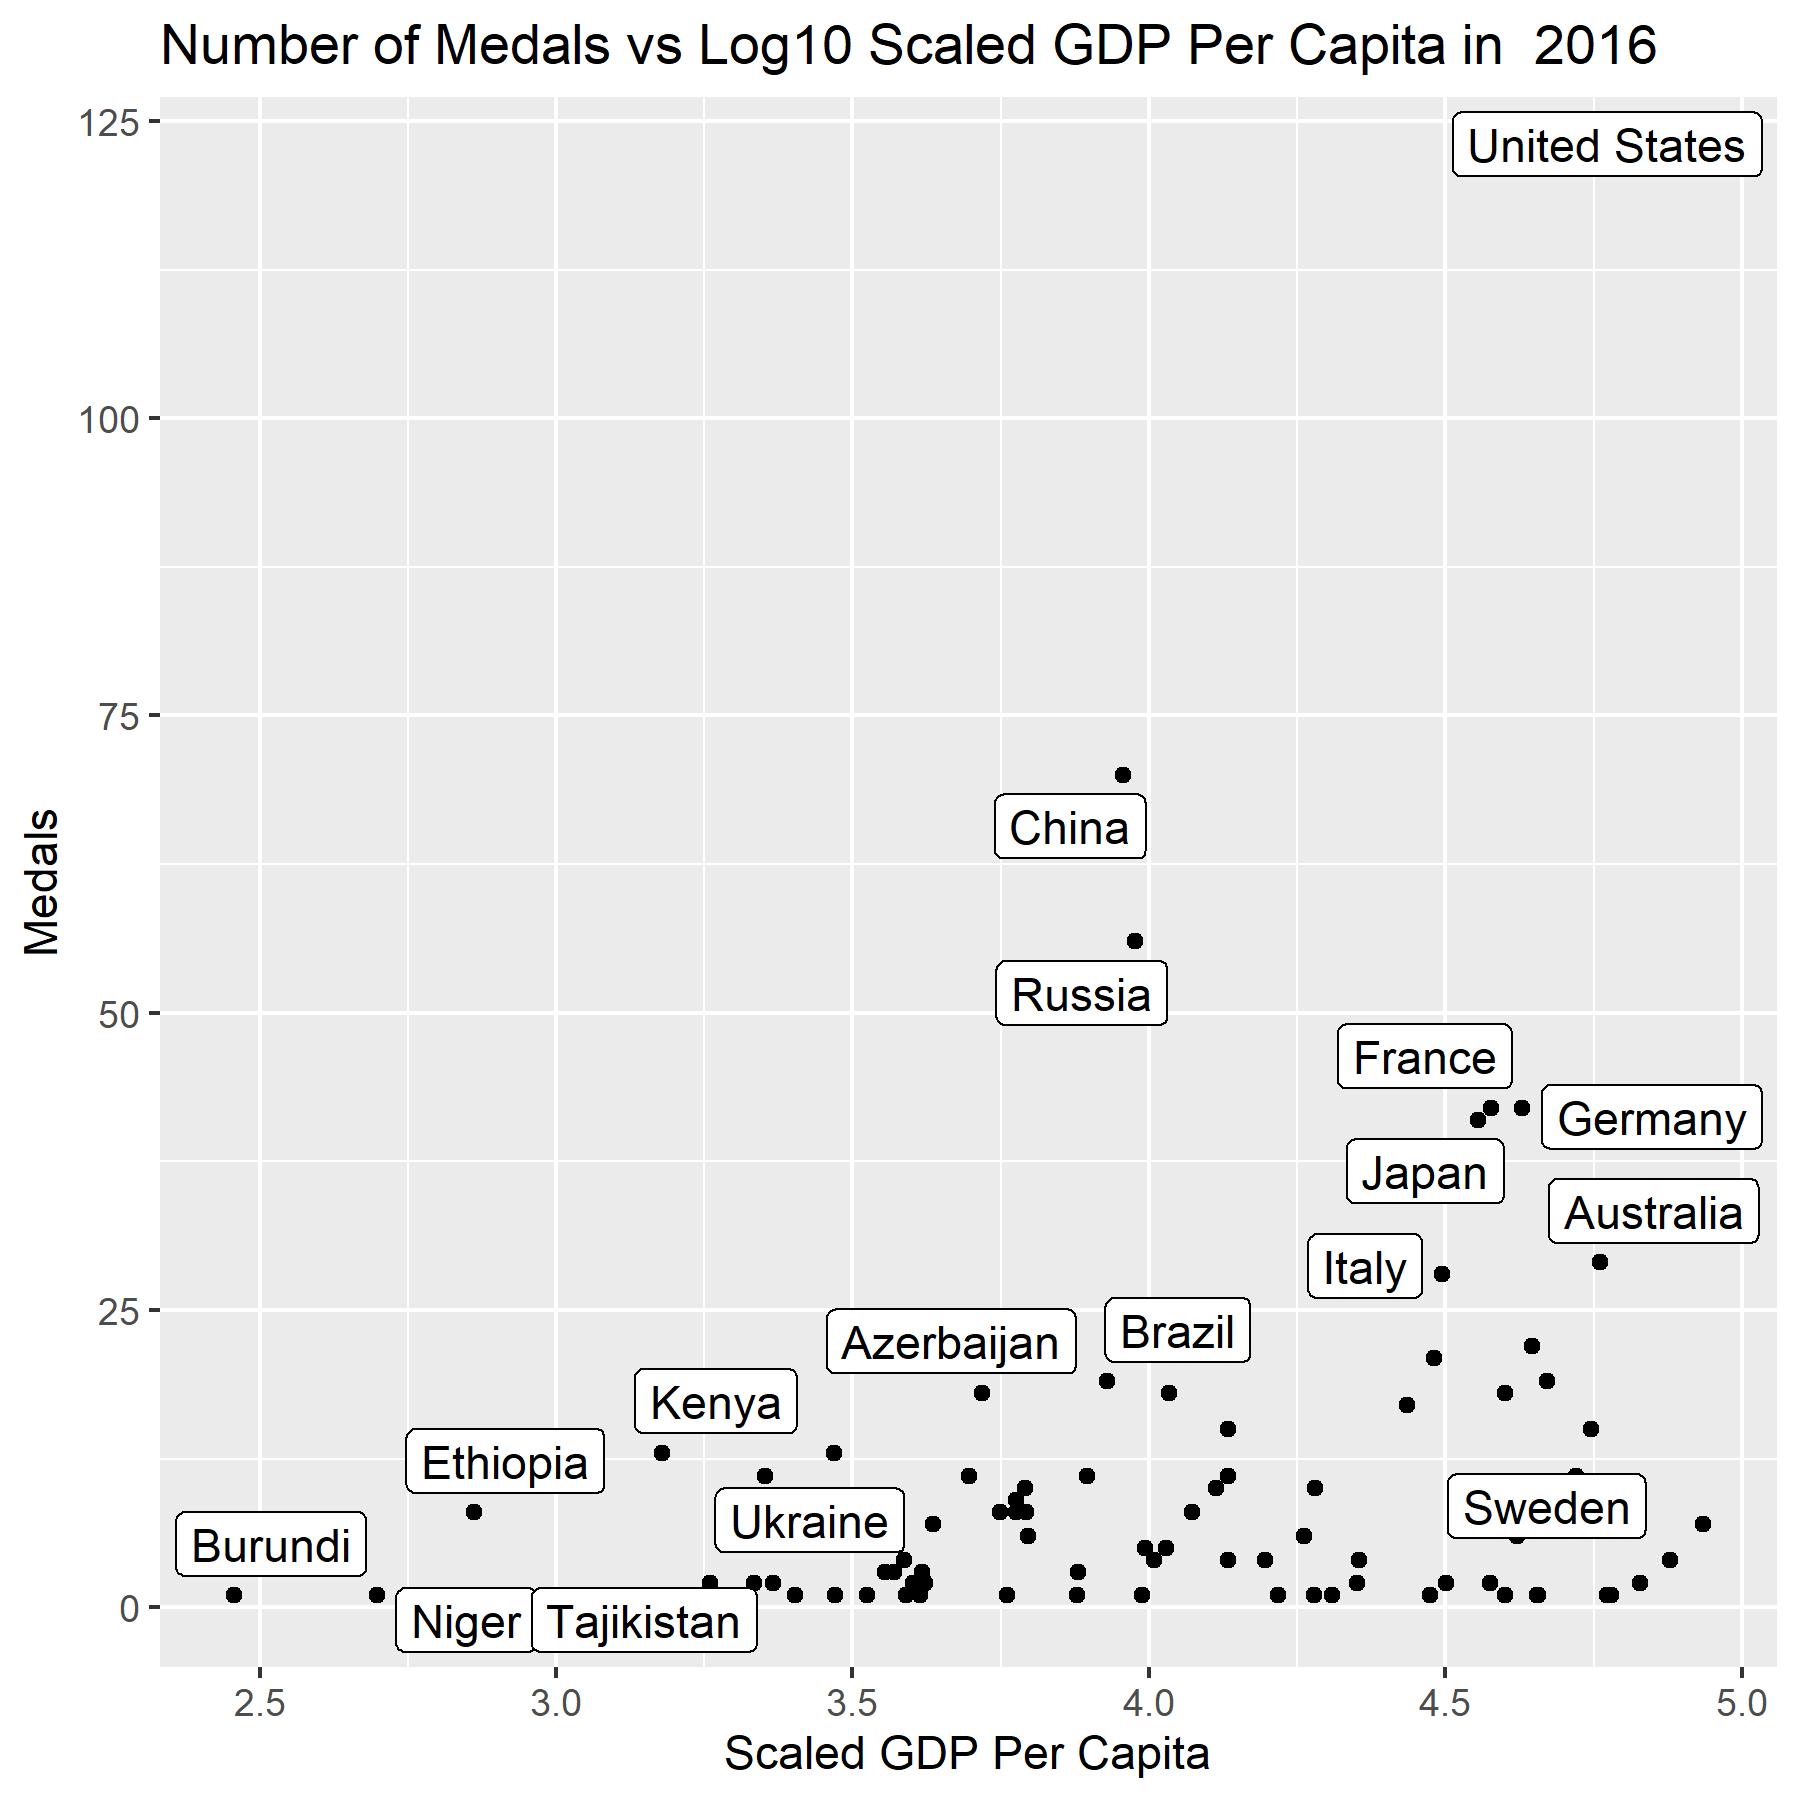 Number of Medals vs Log10 Scaled GDP Per Capita in  2016
125
United States
100
75
China
Medals
Russia
50
France
Germany
Japan
Australia
Italy
25
Brazil
Azerbaijan
Kenya
Ethiopia
Sweden
Ukraine
Burundi
0
Niger
Tajikistan
2.5
3.0
3.5
4.0
4.5
5.0
Scaled GDP Per Capita